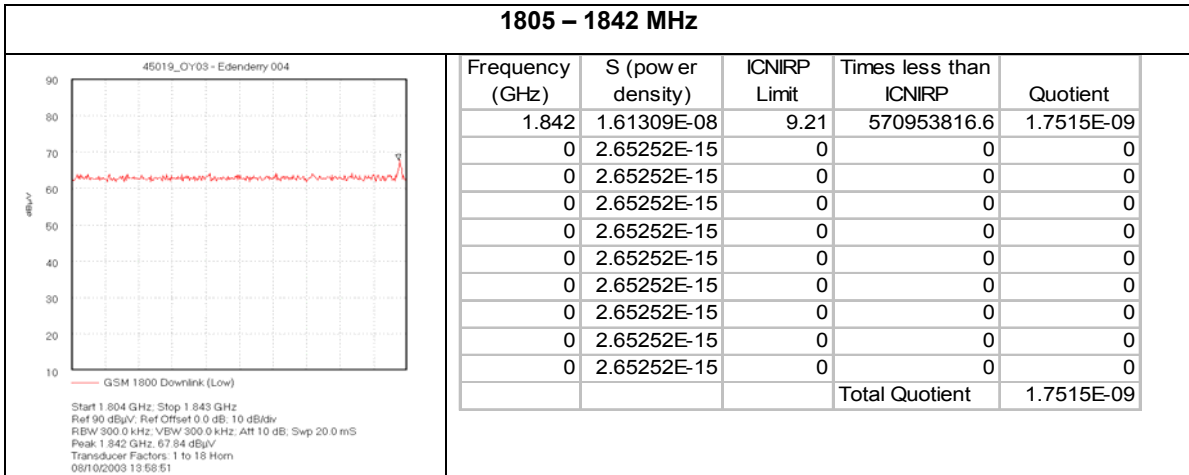 1805 – 1842 MHz
45019_OY03 - Edenderry 004
90
80
70
60
50
40
30
20
10
dBµV
GSM 1800 Downlink (Low)
Start 1.804 GHz; Stop 1.843 GHz
Ref 90 dBµV; Ref Offset 0.0 dB; 10 dB/div
RBW 300.0 kHz; VBW 300.0 kHz; Att 10 dB; Swp 20.0 mS
Peak 1.842 GHz, 67.84 dBµV
Transducer Factors: 1 to 18 Horn
08/10/2003 13:58:51
Frequency (GHz) S (power density) ICNIRP Limit Times less than ICNIRP Quotient
1.842 1.61309E-08 9.21 570953816.6 1.7515E-09
0 2.65252E-15 0 0 0
0 2.65252E-15 0 0 0
0 2.65252E-15 0 0 0
0 2.65252E-15 0 0 0
0 2.65252E-15 0 0 0
0 2.65252E-15 0 0 0
0 2.65252E-15 0 0 0
0 2.65252E-15 0 0 0
0 2.65252E-15 0 0 0
Total Quotient 1.7515E-09